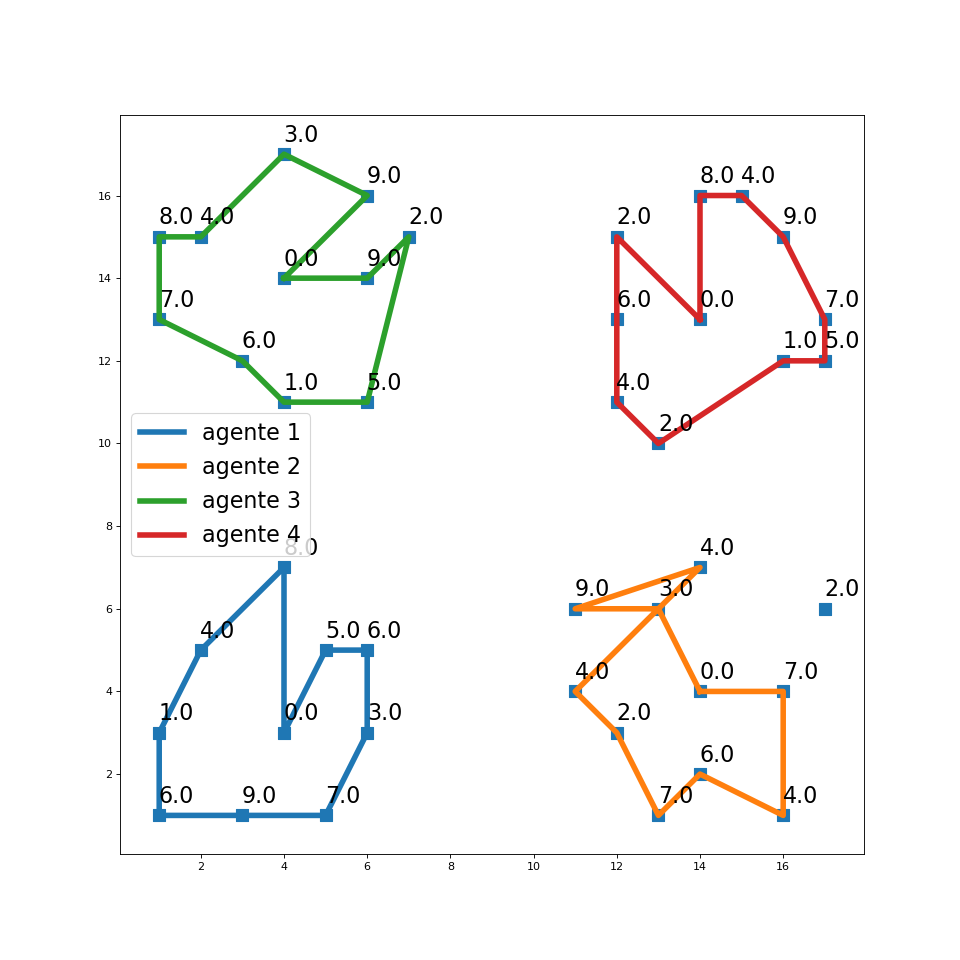 3.0
9.0
8.0 4.0
8.0 4.0 2.0 2.0 9.0
0.0 9.0
7.0 6.0 0.0 7.0
6.0 1.0 5.0
1.0 5.0 4.0
2.0
agente 1
agente 2
agente 3
agente 4
8.0 4.0
9.0 3.0 2.0
4.0 5.0 6.0
4.0 0.0 7.0
1.0 0.0 3.0 2.0
6.0
6.0 9.0 7.0 7.0 4.0
16
14
12
10
8
6
4
2
2 4 6 8 10 12 14 16